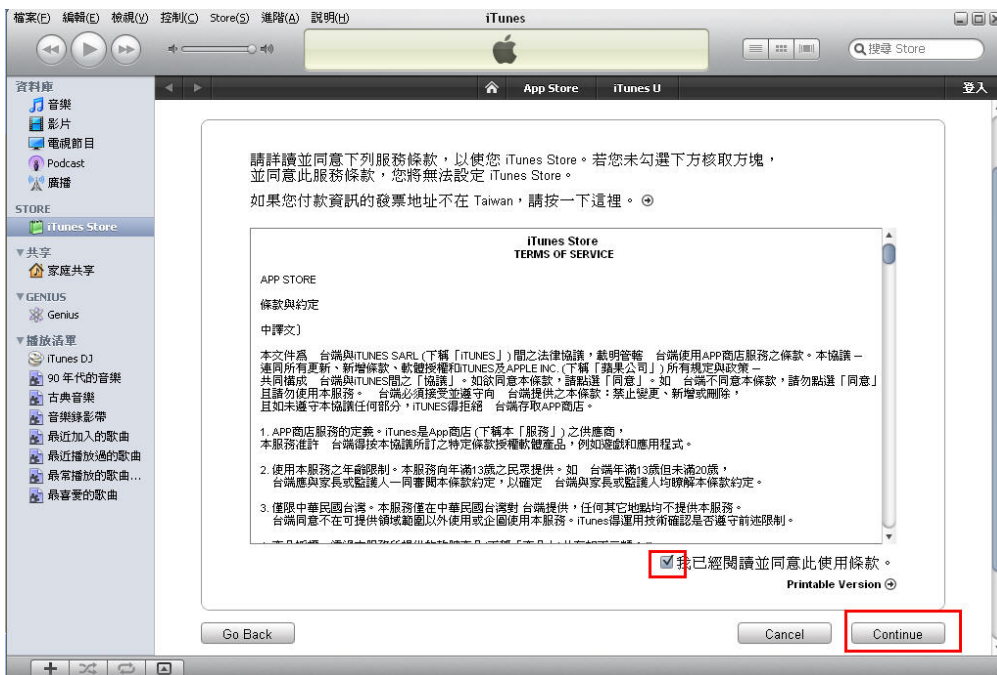 檔案(F) 編輯(E) 檢視(V) 控制(C) Store(S) 進階(A) 說明(H) iTunes
搜尋 Store
資料庫
音樂
影片
電視節目
Podcast
廣播
STORE
iTunes Store
共享
家庭共享
GENIUS
Genius
播放清單
iTunes DJ
90 年代的音樂
古典音樂
音樂錄影帶
最近加入的歌曲
最近播放過的歌曲
最常播放的歌曲...
最喜愛的歌曲
App Store iTunes U 登入
請詳讀並同意下列服務條款，以使您 iTunes Store。若您未勾選下方核取方塊，
並同意此服務條款，您將無法設定 iTunes Store。
如果您付款資訊的發票地址不在 Taiwan，請按一下這裡。
iTunes Store
TERMS OF SERVICE
APP STORE
條款與約定
中譯文〕
本文件為 台端與iTUNES SARL (下稱「iTUNES」) 間之法律協議，載明管轄 台端使用APP商店服務之條款。本協議 –
連同所有更新、新增條款、軟體授權和iTUNES及APPLE INC. (下稱「蘋果公司」) 所有規定與政策 –
共同構成 台端與iTUNES間之「協議」。如欲同意本條款，請點選「同意」。如 台端不同意本條款，請勿點選「同意」
且請勿使用本服務。 台端必須接受並遵守向 台端提供之本條款：禁止變更、新增或刪除，
且如未遵守本協議任何部分，iTUNES得拒絕 台端存取APP商店。
1. APP商店服務的定義。iTunes是App商店 (下稱本「服務」) 之供應商，
本服務准許 台端得按本協議所訂之特定條款授權軟體產品，例如遊戲和應用程式。
2. 使用本服務之年齡限制。本服務向年滿13歲之民眾提供。如 台端年滿13歲但未滿20歲，
台端應與家長或監護人一同審閱本條款約定，以確定 台端與家長或監護人均瞭解本條款約定。
3. 僅限中華民國台灣。本服務僅在中華民國台灣對 台端提供，任何其它地點均不提供本服務。
台端同意不在可提供領域範圍以外使用或企圖使用本服務。iTunes得運用技術確認是否遵守前述限制。
我已經閱讀並同意此使用條款。
Printable Version
Go Back Cancel Continue